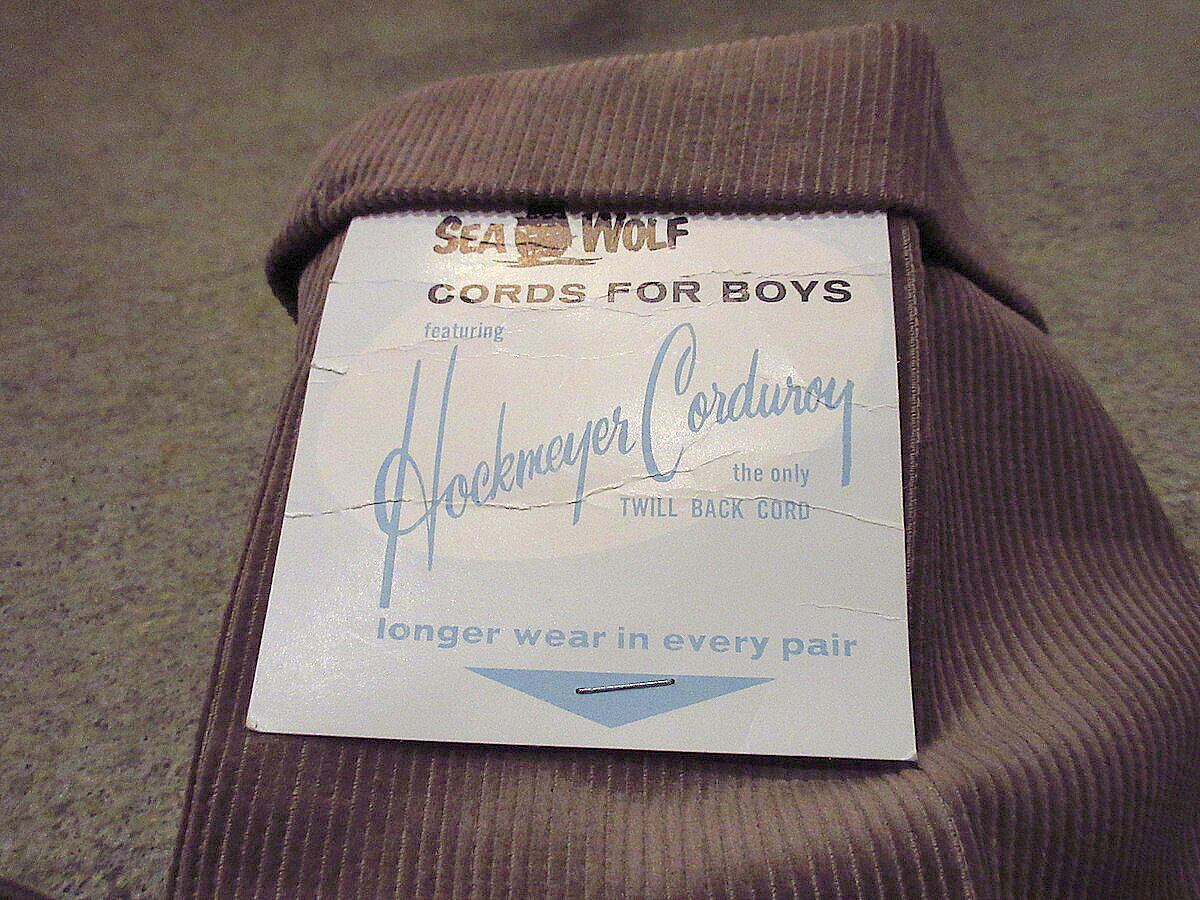 SEA WOLF
CORDS FOR BOYS
featuring
Hockmeyer Corduroy
the only
TWILL BACK CORD
longer wear in every pair